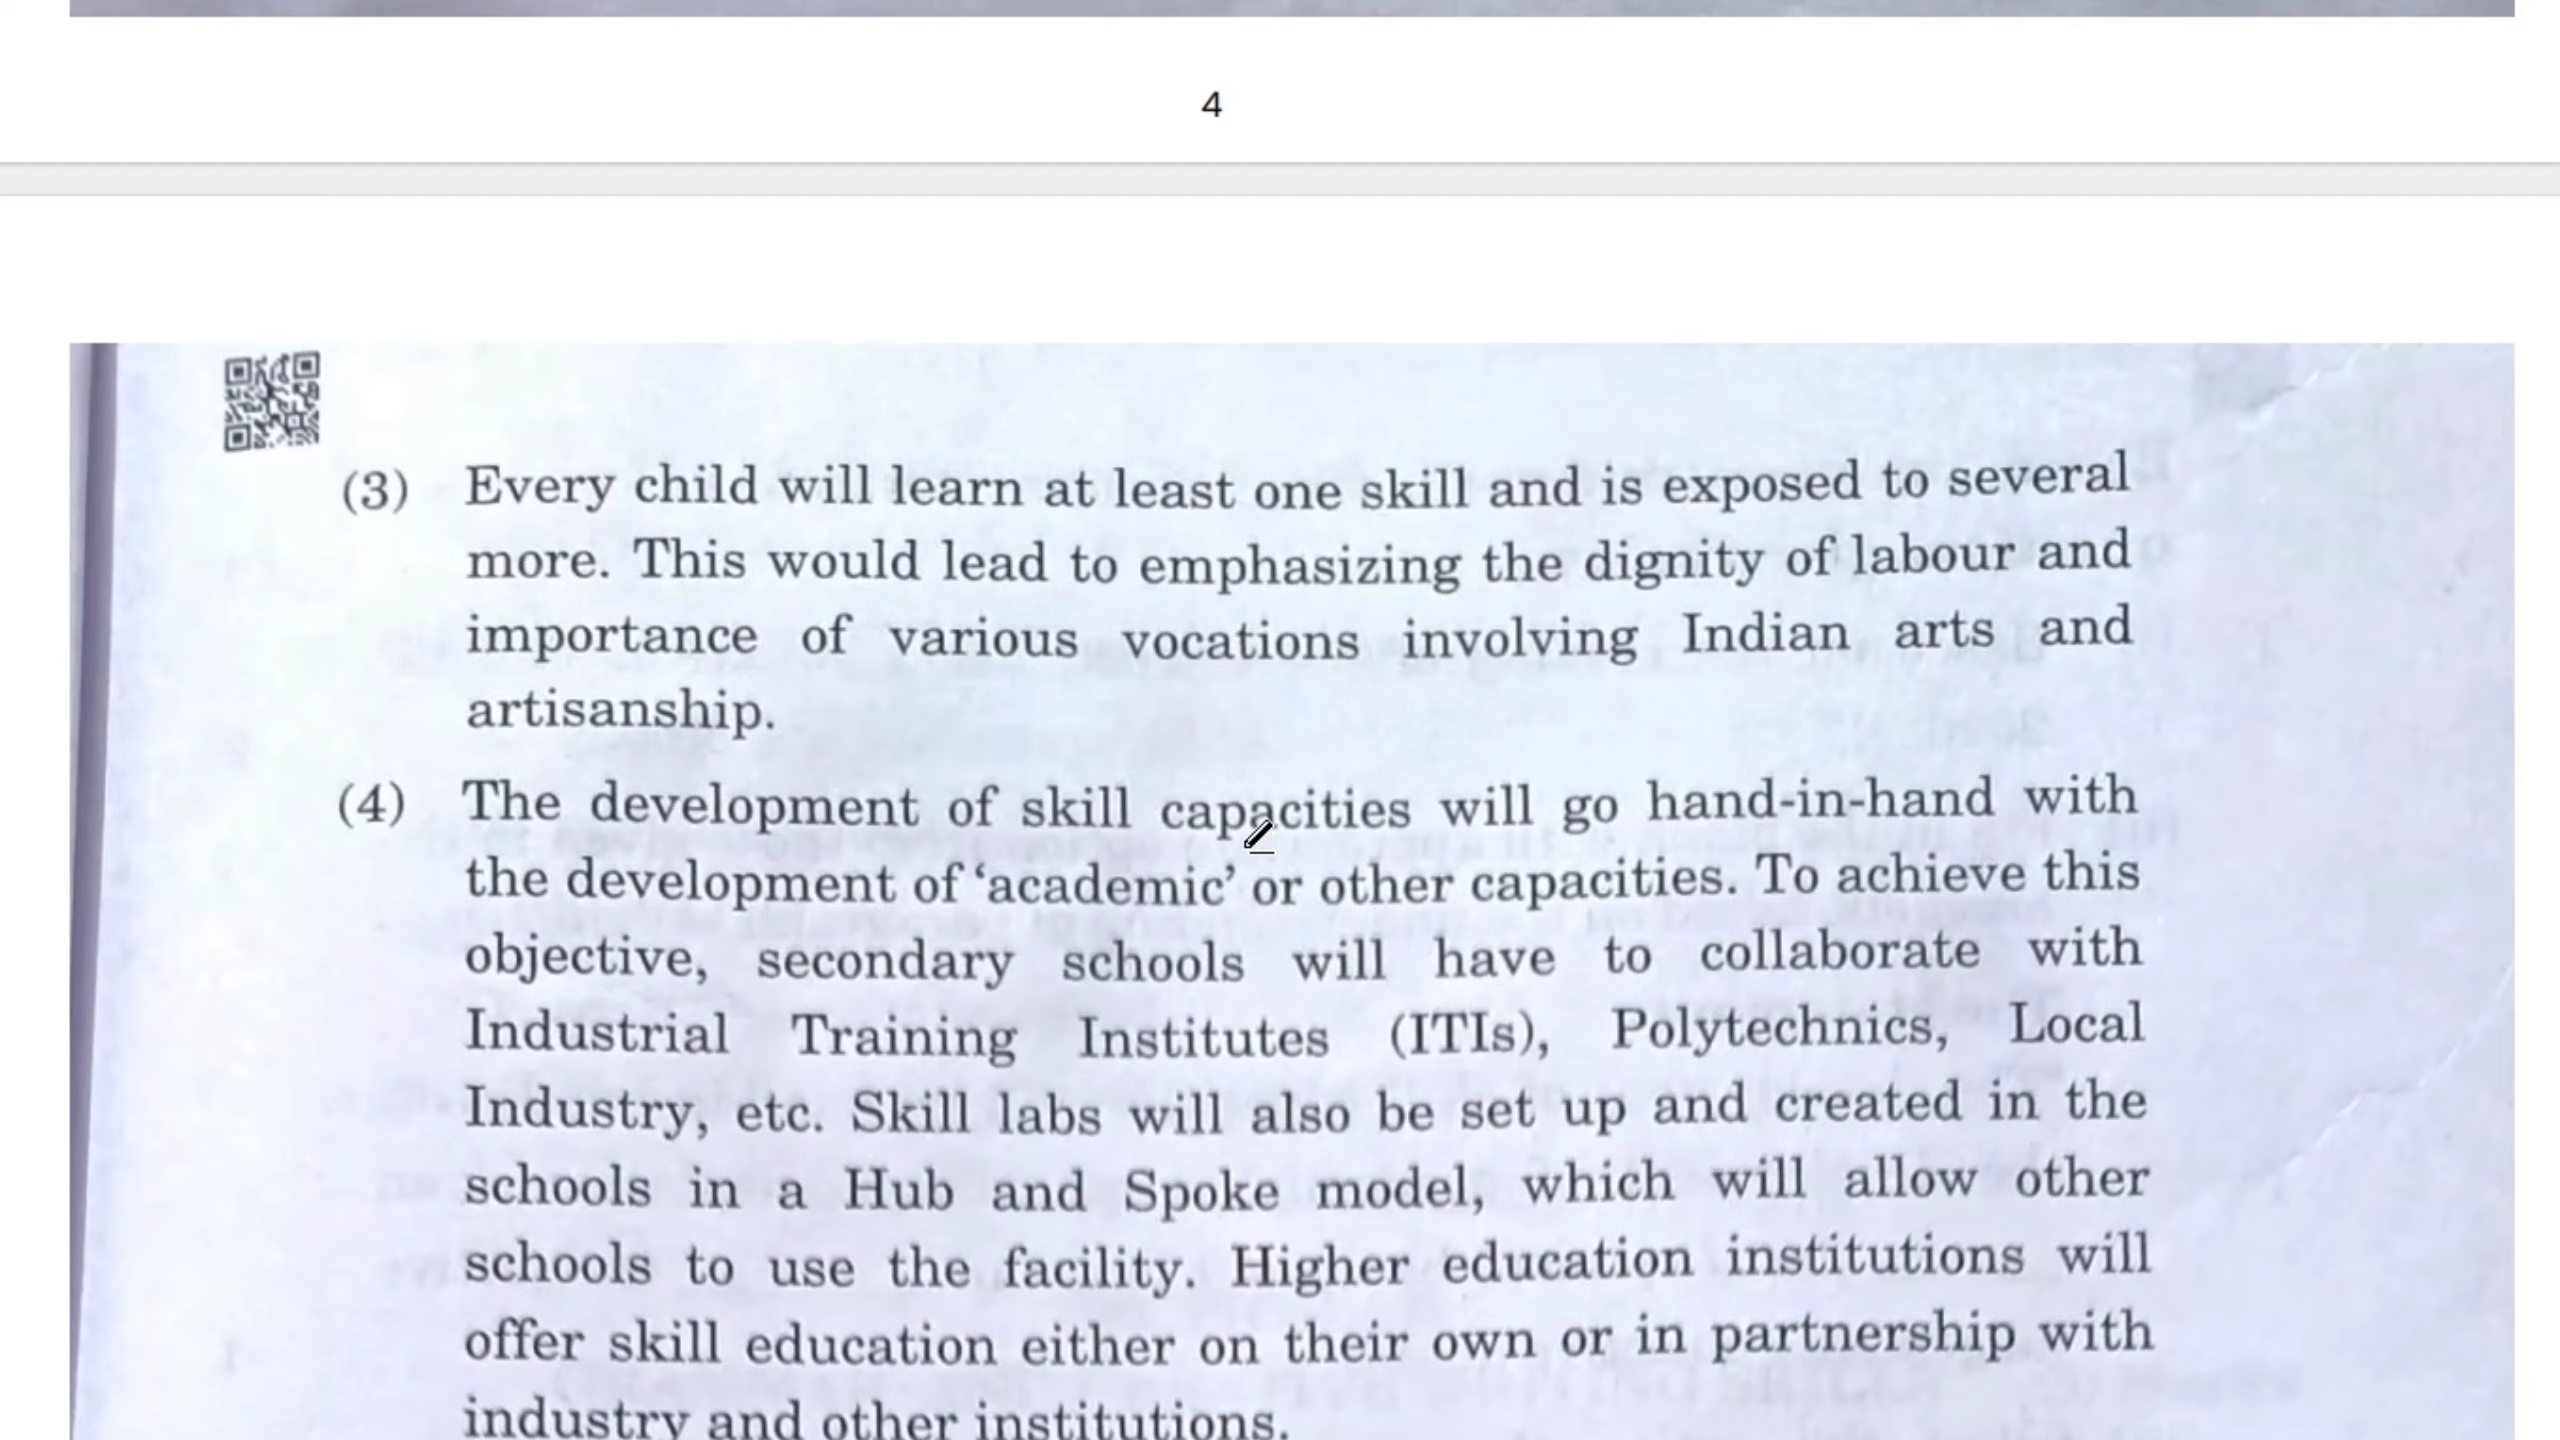 4
(3) Every child will learn at least one skill and is exposed to several
more. This would lead to emphasizing the dignity of labour and
importance of various vocations involving Indian arts and
artisanship.
(4) The development of skill capacities will go hand-in-hand with
the development of ‘academic’ or other capacities. To achieve this
objective, secondary schools will have to collaborate with
Industrial Training Institutes (ITIs), Polytechnics, Local
Industry, etc. Skill labs will also be set up and created in the
schools in a Hub and Spoke model, which will allow other
schools to use the facility. Higher education institutions will
offer skill education either on their own or in partnership with
industry and other institutions.